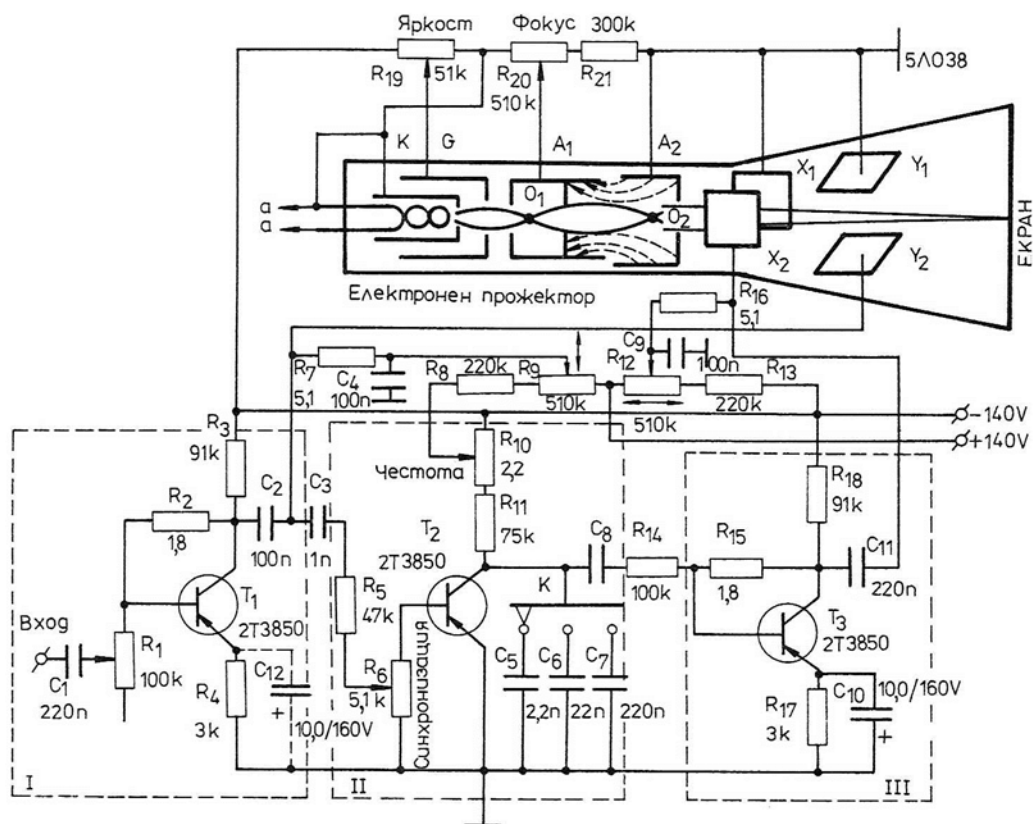 Яркост
Фокус
300k
R19
51k
R20
510k
R21
5Л038
K
G
A1
A2
X1
Y1
a
a
O1
O2
X2
Y2
ЕКРАН
Електронен прожектор
R16
5,1
C9
100n
R7
5,1
C4
100n
R8
220k
R9
510k
R12
510k
R13
220k
-140V
+140V
R3
91k
R10
2,2
Честота
R18
91k
R2
1,8
C2
100n
C3
1n
R11
75k
T2
2T3850
C8
R14
100k
R15
1,8
C11
220n
T1
2T3850
R5
47k
K
T3
2T3850
Вход
C1
220n
R1
100k
R4
3k
C12
10,0/160V
+
R6
5,1k
Синхронизация
C5
2,2n
C6
22n
C7
220n
R17
3k
C10
10,0/160V
+
I
II
III